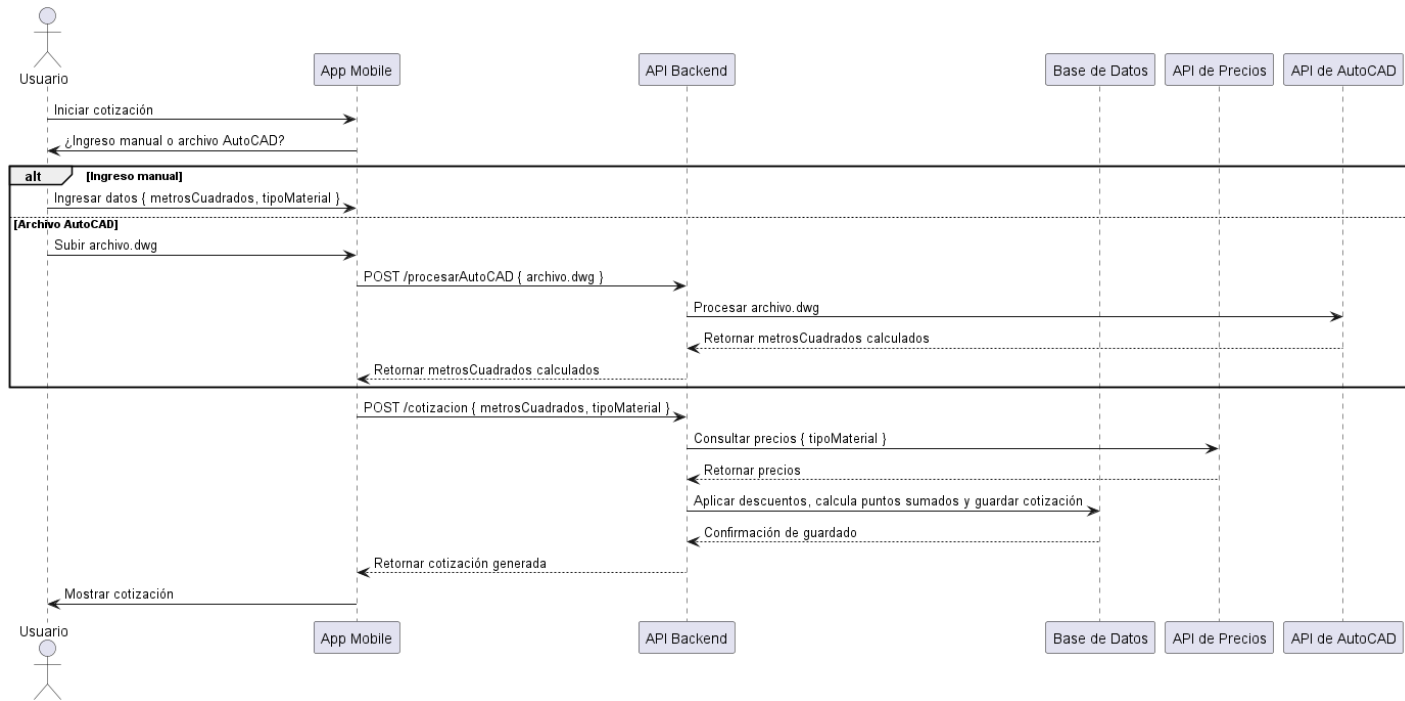 Usuario
App Mobile
API Backend
Base de Datos
API de Precios
API de AutoCAD
Iniciar cotización
¿Ingreso manual o archivo AutoCAD?
alt
[Ingreso manual]
Ingresar datos { metrosCuadrados, tipoMaterial }
[Archivo AutoCAD]
Subir archivo.dwg
POST /procesarAutoCAD { archivo.dwg }
Procesar archivo.dwg
Retornar metrosCuadrados calculados
Retornar metrosCuadrados calculados
POST /cotizacion { metrosCuadrados, tipoMaterial }
Consultar precios { tipoMaterial }
Retornar precios
Aplicar descuentos, calcula puntos sumados y guardar cotización
Confirmación de guardado
Retornar cotización generada
Mostrar cotización
Usuario
App Mobile
API Backend
Base de Datos
API de Precios
API de AutoCAD